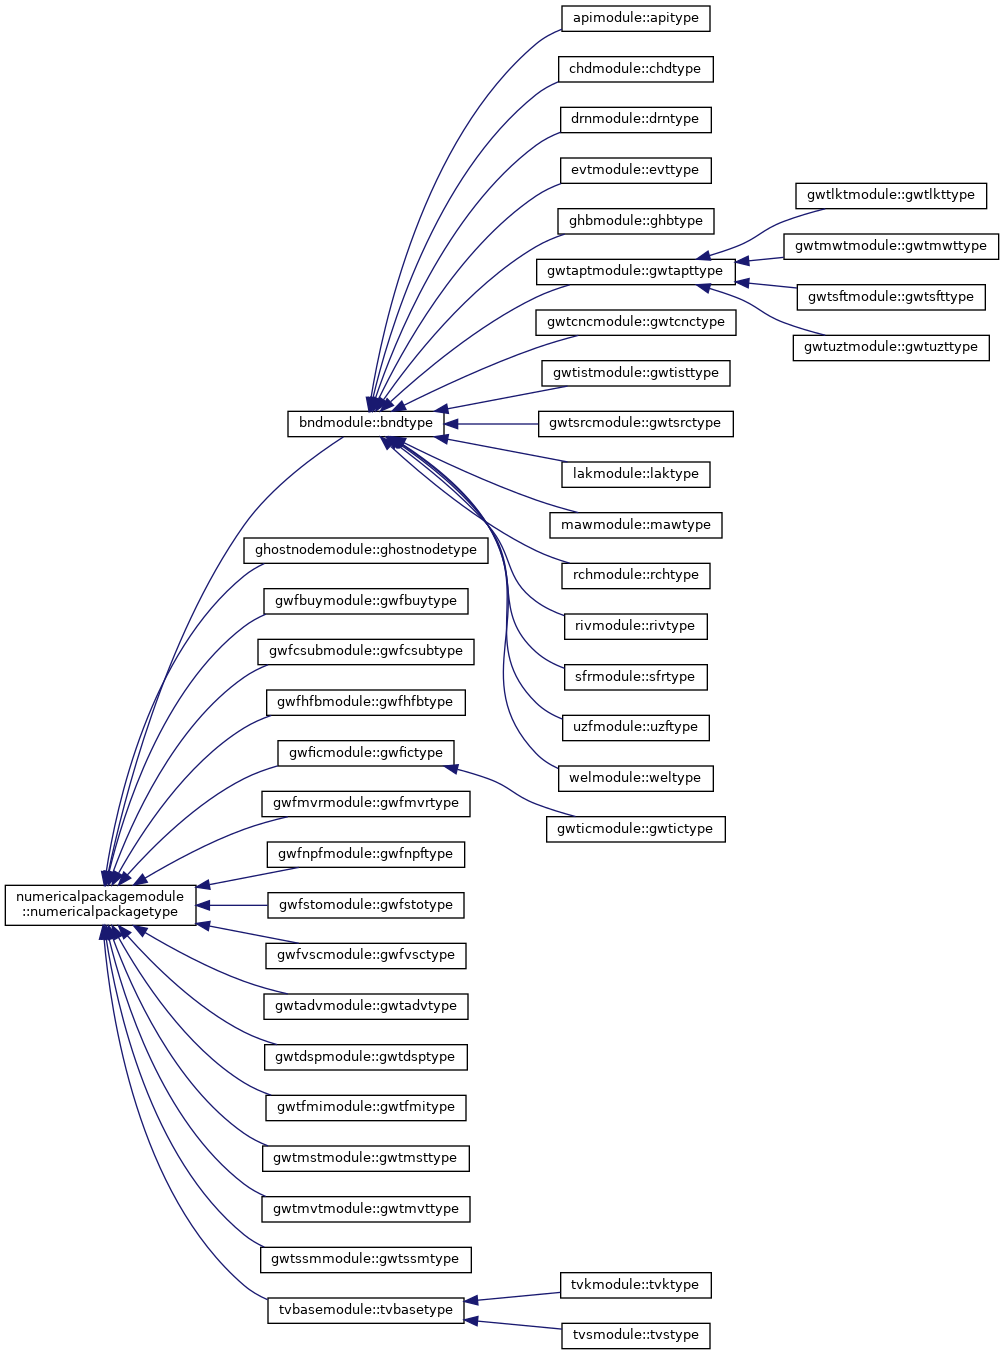 apimodule::apitype
chdmodule::chdtype
drnmodule::drntype
evtmodule::evttype
gwtlktmodule::gwtlkttype
ghbmodule::ghbtype
gwtmwtmodule::gwtmwttype
gwtaptmodule::gwtapttype
gwtsftmodule::gwtsfttype
gwtcncmodule::gwtcnctype
gwtuztmodule::gwtuzttype
gwtistmodule::gwtisttype
bndmodule::bndtype
gwtsrcmodule::gwtsrctype
lakmodule::laktype
mawmodule::mawtype
ghostnodemodule::ghostnodetype
rchmodule::rchtype
gwfbuymodule::gwfbuytype
rivmodule::rivtype
gwfcsubmodule::gwfcsubtype
sfrmodule::sfrtype
gwfhfbmodule::gwfhfbtype
uzfmodule::uzftype
gwficmodule::gwfictype
welmodule::weltype
gwfmvrmodule::gwfmvrtype
gwticmodule::gwtictype
gwfnpfmodule::gwfnpftype
numericalpackagemodule
::numericalpackagetype
gwfstomodule::gwfstotype
gwfvscmodule::gwfvsctype
gwtadvmodule::gwtadvtype
gwtdspmodule::gwtdsptype
gwtfmimodule::gwtfmitype
gwtmstmodule::gwtmsttype
gwtmvtmodule::gwtmvttype
gwtssmmodule::gwtssmtype
tvkmodule::tvktype
tvbasemodule::tvbasetype
tvsmodule::tvstype